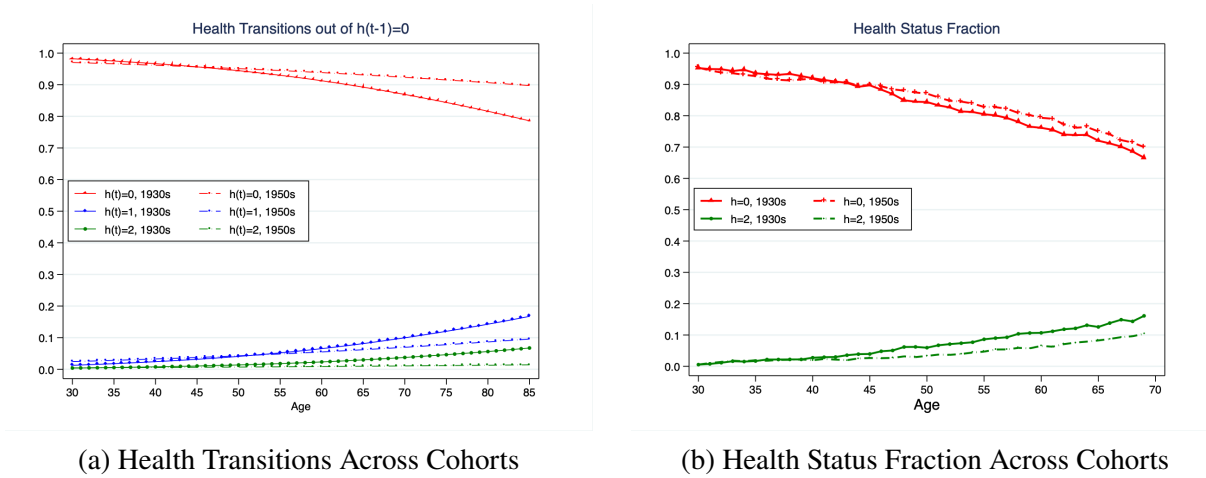 Health Transitions out of h(t-1)=0
1.0
0.9
0.8
0.7
0.6
0.5
0.4
0.3
0.2
0.1
0.0
h(t)=0, 1930s h(t)=0, 1950s
h(t)=1, 1930s h(t)=1, 1950s
h(t)=2, 1930s h(t)=2, 1950s
30 35 40 45 50 55 60 65 70 75 80 85
Age
(a) Health Transitions Across Cohorts
Health Status Fraction
1.0
0.9
0.8
0.7
0.6
0.5
0.4
0.3
0.2
0.1
0.0
h=0, 1930s h=0, 1950s
h=2, 1930s h=2, 1950s
30 35 40 45 50 55 60 65 70
Age
(b) Health Status Fraction Across Cohorts